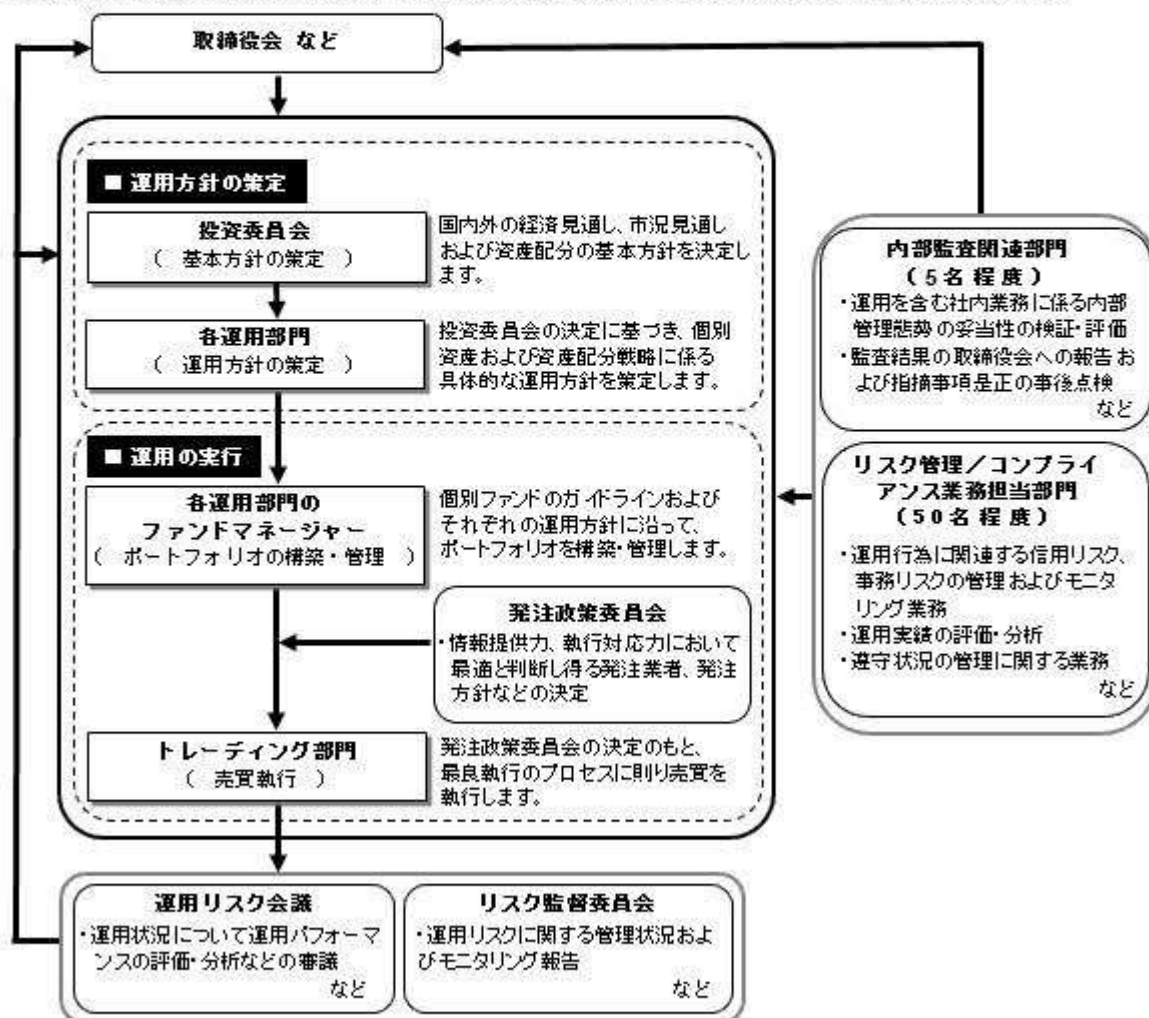 取締役会 など
■ 運用方針の策定
投資委員会
( 基本方針の策定 )
国内外の経済見通し、市況見通し
および資産配分の基本方針を決定し
ます。
各運用部門
( 運用方針の策定 )
投資委員会の決定に基づき、個別
資産および資産配分戦略に係る
具体的な運用方針を策定します。
■ 運用の実行
各運用部門の
ファンドマネージャー
( ポートフォリオの構築・管理 )
個別ファンドのガイドラインおよび
それぞれの運用方針に沿って、
ポートフォリオを構築・管理します。
発注政策委員会
・情報提供力、執行対応力において
最適と判断し得る発注業者、発注
方針などの決定
トレーディング部門
( 売買執行 )
発注政策委員会の決定のもと、
最良執行のプロセスに則り売買を
執行します。
運用リスク会議
・運用状況について運用パフォーマ
ンスの評価・分析などの審議
など
リスク監督委員会
・運用リスクに関する管理状況およ
びモニタリング報告
など
内部監査関連部門
(5名程度)
・運用を含む社内業務に係る内部
管理態勢の妥当性の検証・評価
・監査結果の取締役会への報告お
よび指摘事項是正の事後点検
など
リスク管理/コンプライ
アンス業務担当部門
(50名程度)
・運用行為に関連する信用リスク、
事務リスクの管理およびモニタ
リング業務
・運用実績の評価・分析
・遵守状況の管理に関する業務
など